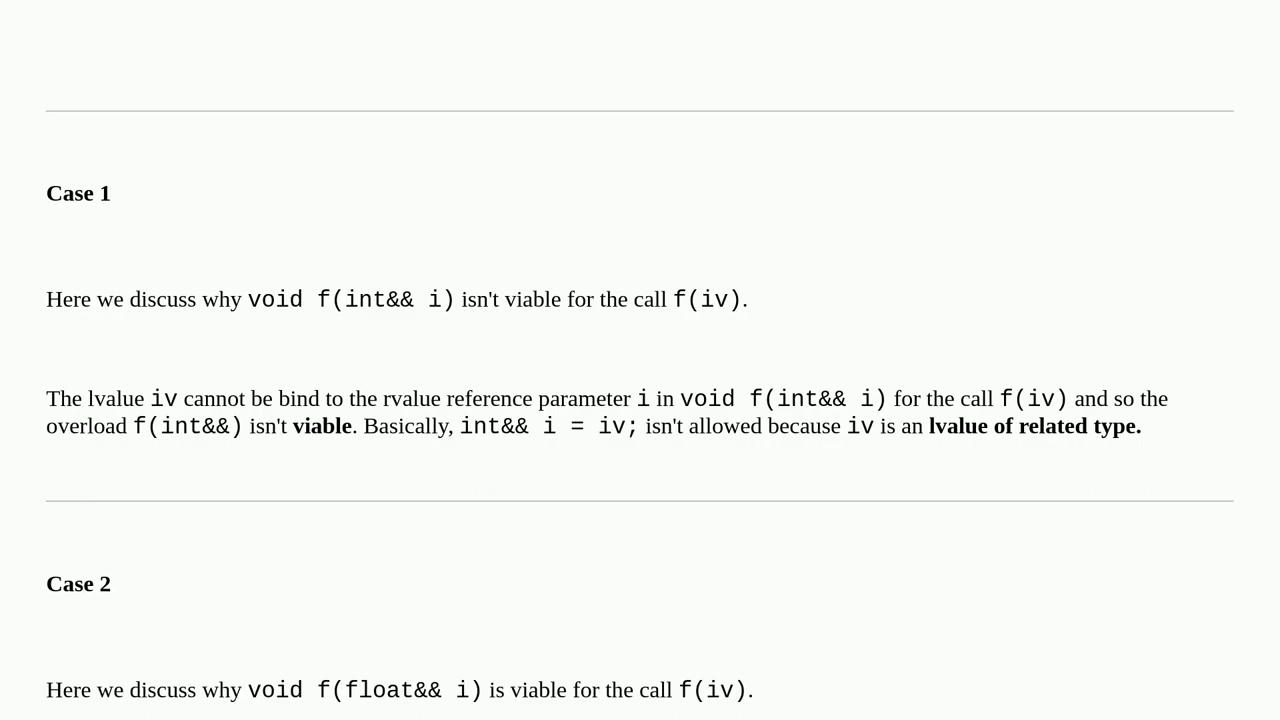 Case 1
Here we discuss why void f(int&& i) isn't viable for the call f(iv).
The lvalue iv cannot be bind to the rvalue reference parameter i in void f(int&& i) for the call f(iv) and so the
overload f(int&&) isn't viable. Basically, int&& i = iv; isn't allowed because iv is an lvalue of related type.
Case 2
Here we discuss why void f(float&& i) is viable for the call f(iv).